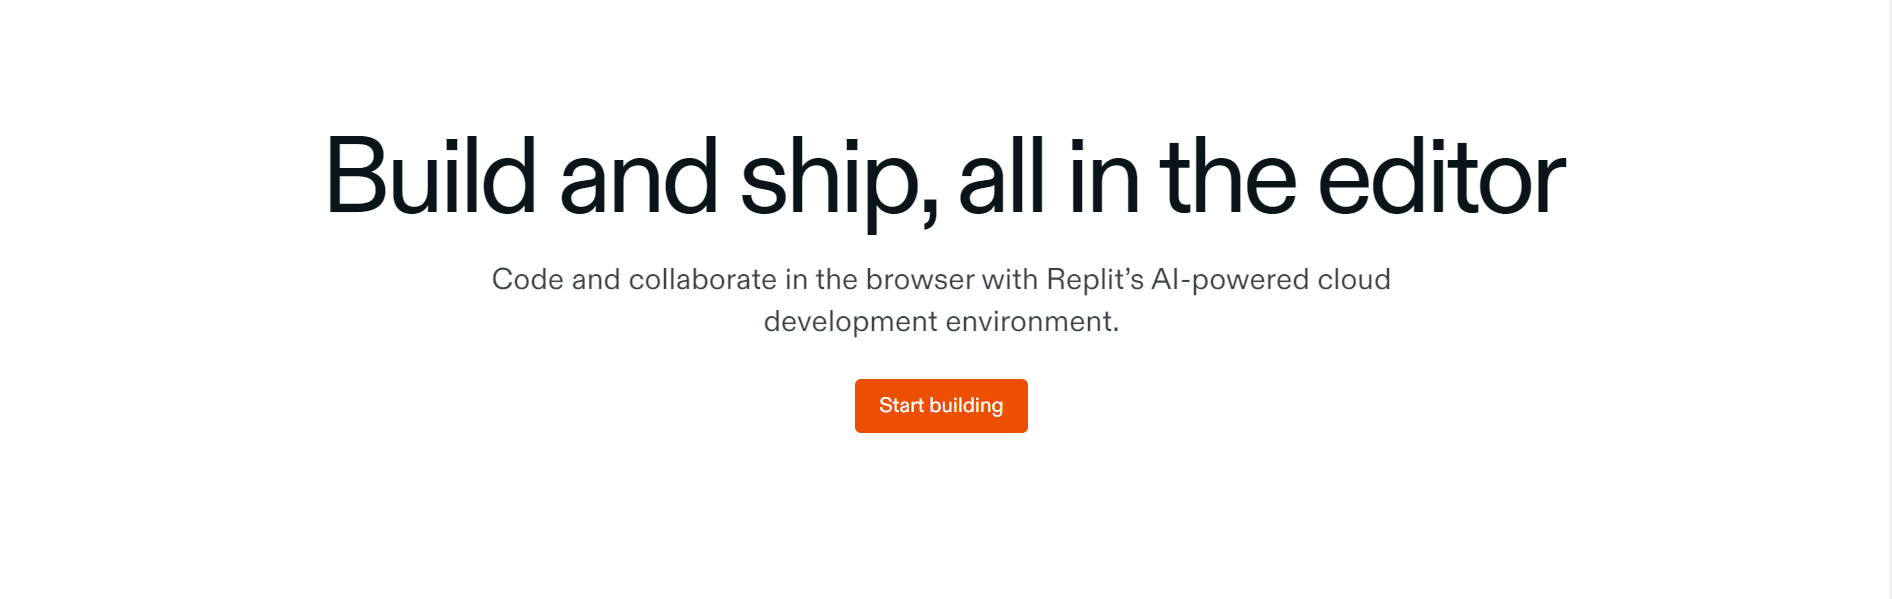 Build and ship, all in the editor
Code and collaborate in the browser with Replit’s AI-powered cloud
development environment.
Start building